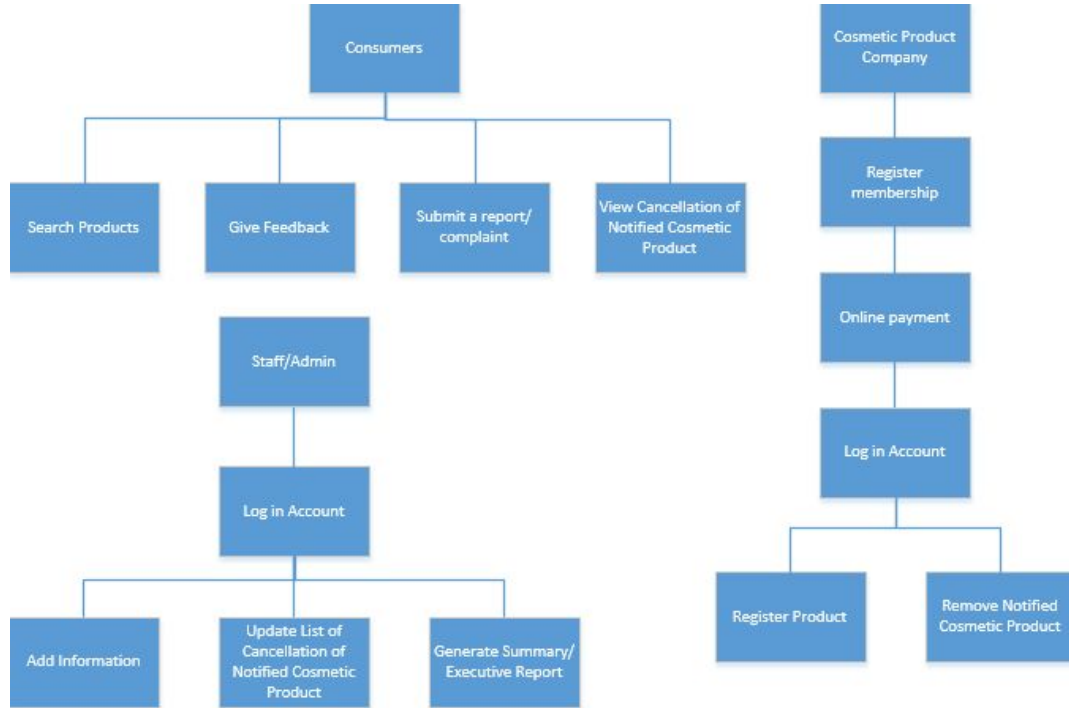 Consumers
Cosmetic Product
Company
Register
membership
Search Products
Give Feedback
Submit a report/
complaint
View Cancellation of
Notified Cosmetic
Product
Online payment
Staff/Admin
Log in Account
Log in Account
Register Product
Remove Notified
Cosmetic Product
Add Information
Update List of
Cancellation of
Notified Cosmetic
Product
Generate Summary/
Executive Report